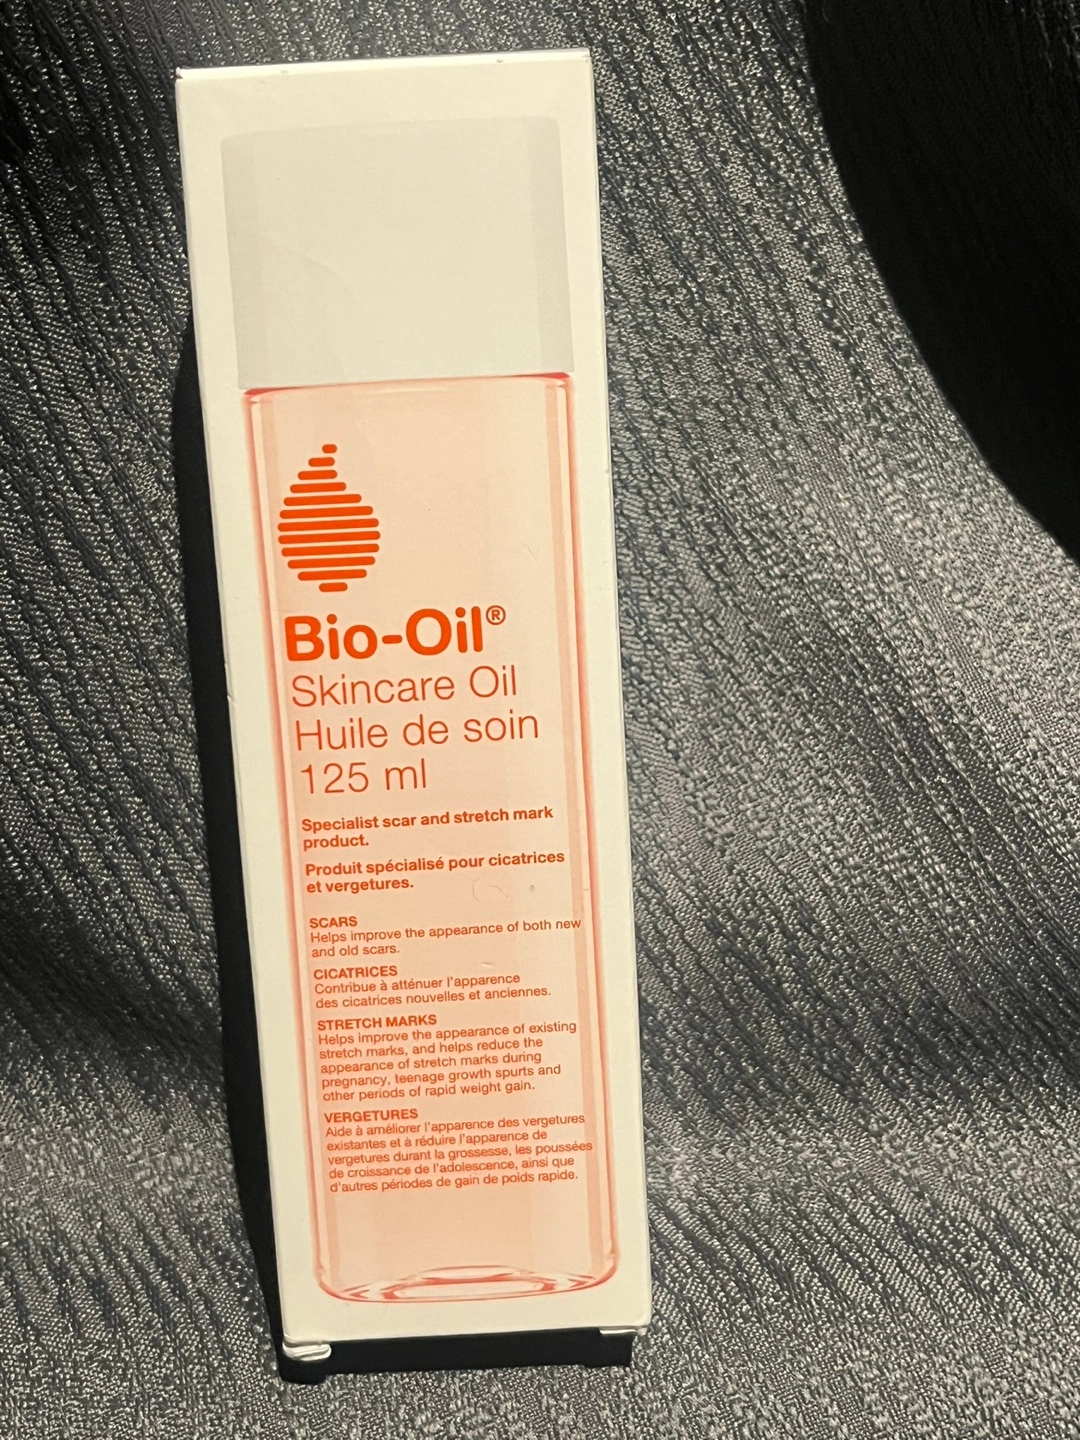 Bio-Oil®
Skincare Oil
Huile de soin
125 ml
Specialist scar and stretch mark
product.
Produit spécialisé pour cicatrices
et vergetures.
SCARS
Helps improve the appearance of both new
and old scars.
CICATRICES
Contribue à atténuer l'apparence
des cicatrices nouvelles et anciennes.
STRETCH MARKS
Helps improve the appearance of existing
stretch marks, and helps reduce the
appearance of stretch marks during
pregnancy, teenage growth spurts and
other periods of rapid weight gain.
VERGETURES
Aide à améliorer l'apparence des vergetures
existantes et à réduire l'apparence de
vergetures durant la grossesse, les poussées
de croissance de l'adolescence, ainsi que
d'autres périodes de gain de poids rapide.